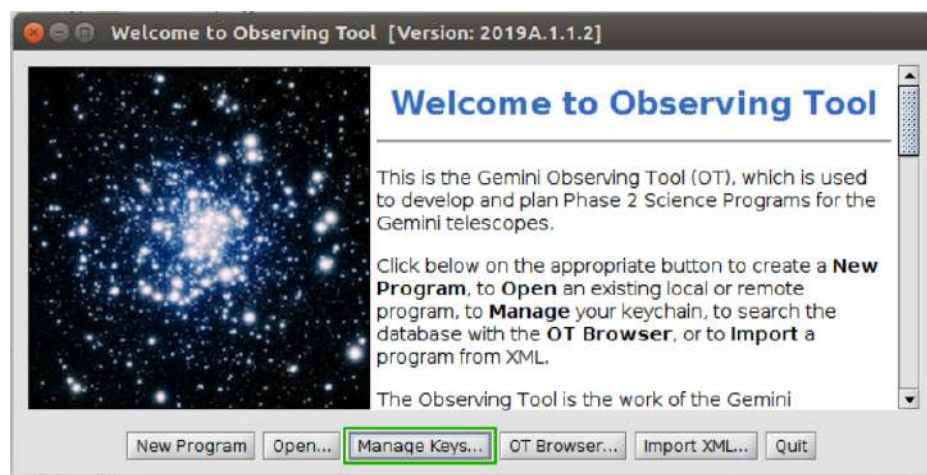 Welcome to Observing Tool [Version: 2019A.1.1.2]
Welcome to Observing Tool
This is the Gemini Observing Tool (OT), which is used
to develop and plan Phase 2 Science Programs for the
Gemini telescopes.
Click below on the appropriate button to create a New
Program, to Open an existing local or remote
program, to Manage your keychain, to search the
database with the OT Browser, or to Import a
program from XML.
The Observing Tool is the work of the Gemini
New Program Open... Manage Keys... OT Browser... Import XML... Quit